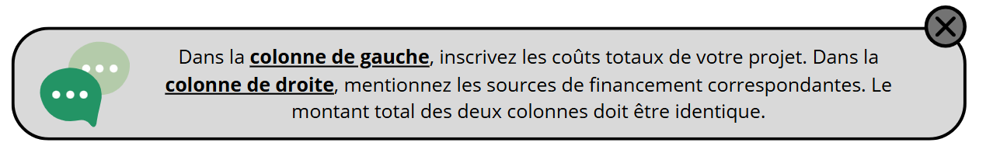 Dans la colonne de gauche, inscrivez les coûts totaux de votre projet. Dans la
colonne de droite, mentionnez les sources de financement correspondantes. Le
montant total des deux colonnes doit être identique.